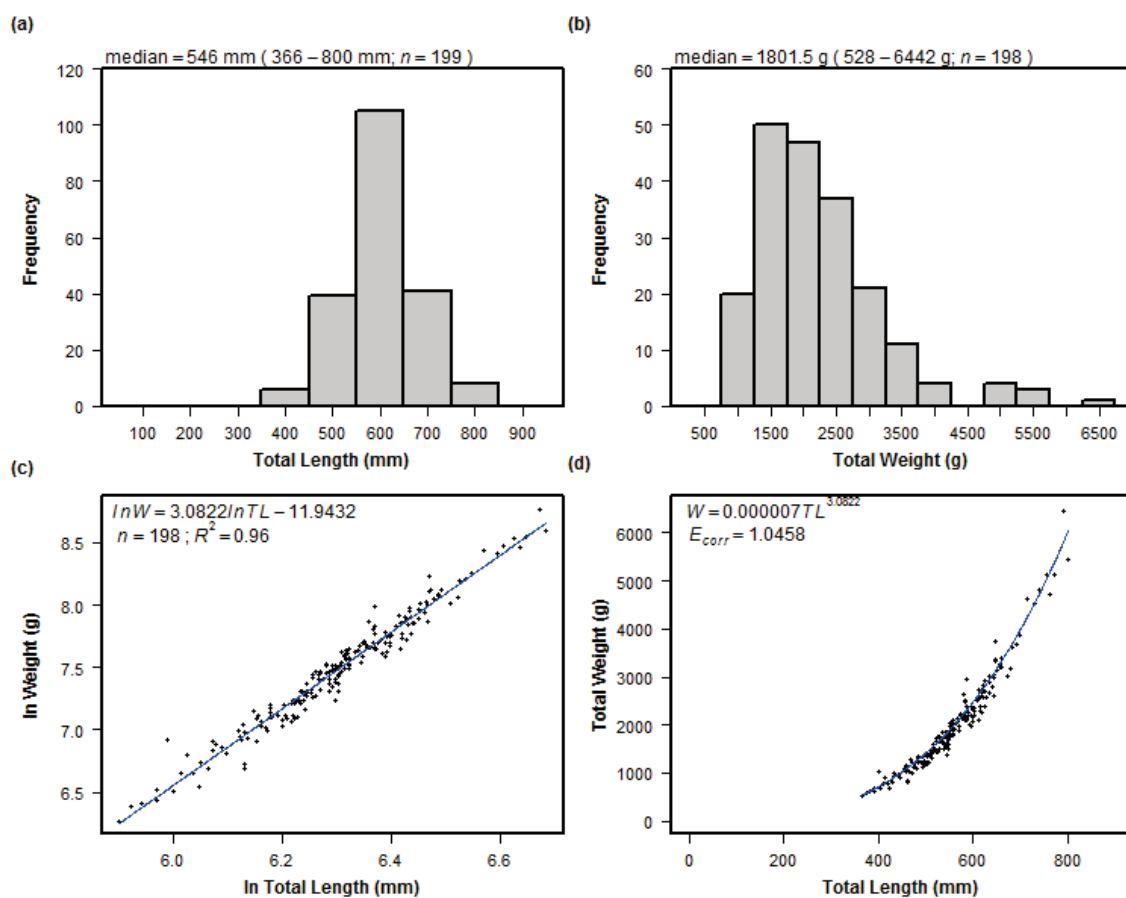 (a)
median = 546 mm ( 366 – 800 mm; n = 199 )
120
100
80
60
40
20
0
Frequency
100 200 300 400 500 600 700 800 900
Total Length (mm)
(b)
median = 1801.5 g ( 528 – 6442 g; n = 198 )
60
50
40
30
20
10
0
Frequency
500 1500 2500 3500 4500 5500 6500
Total Weight (g)
(c)
lnW = 3.0822lnTL – 11.9432
n = 198 ; R² = 0.96
8.5
8.0
7.5
7.0
6.5
ln Weight (g)
6.0 6.2 6.4 6.6
ln Total Length (mm)
(d)
W = 0.000007TL^3.0822
E_corr = 1.0458
6000
5000
4000
3000
2000
1000
0
Total Weight (g)
0 200 400 600 800
Total Length (mm)